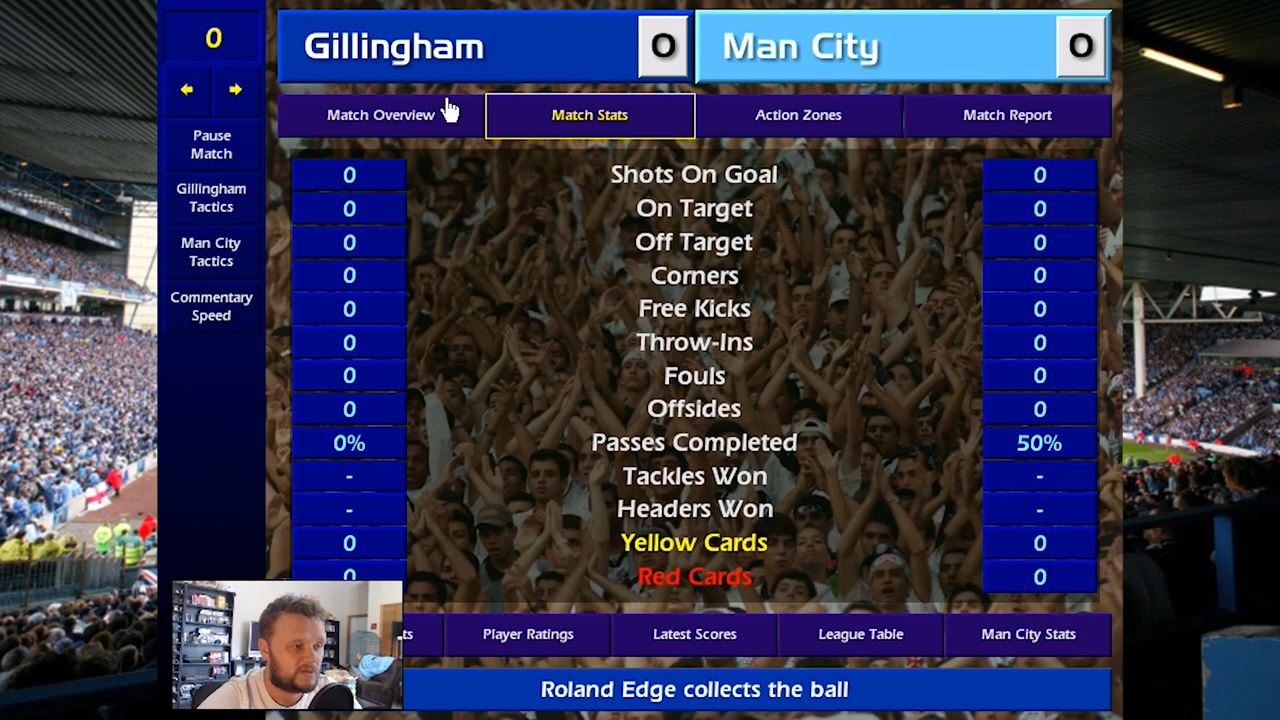 0
Gillingham 0 Man City 0
Match Overview Match Stats Action Zones Match Report
Pause
Match
Gillingham
Tactics
Man City
Tactics
Commentary
Speed
0 Shots On Goal 0
0 On Target 0
0 Off Target 0
0 Corners 0
0 Free Kicks 0
0 Throw-Ins 0
0 Fouls 0
0 Offsides 0
0% Passes Completed 50%
- Tackles Won -
- Headers Won -
0 Yellow Cards 0
0 Red Cards 0
Player Ratings Latest Scores League Table Man City Stats
Roland Edge collects the ball